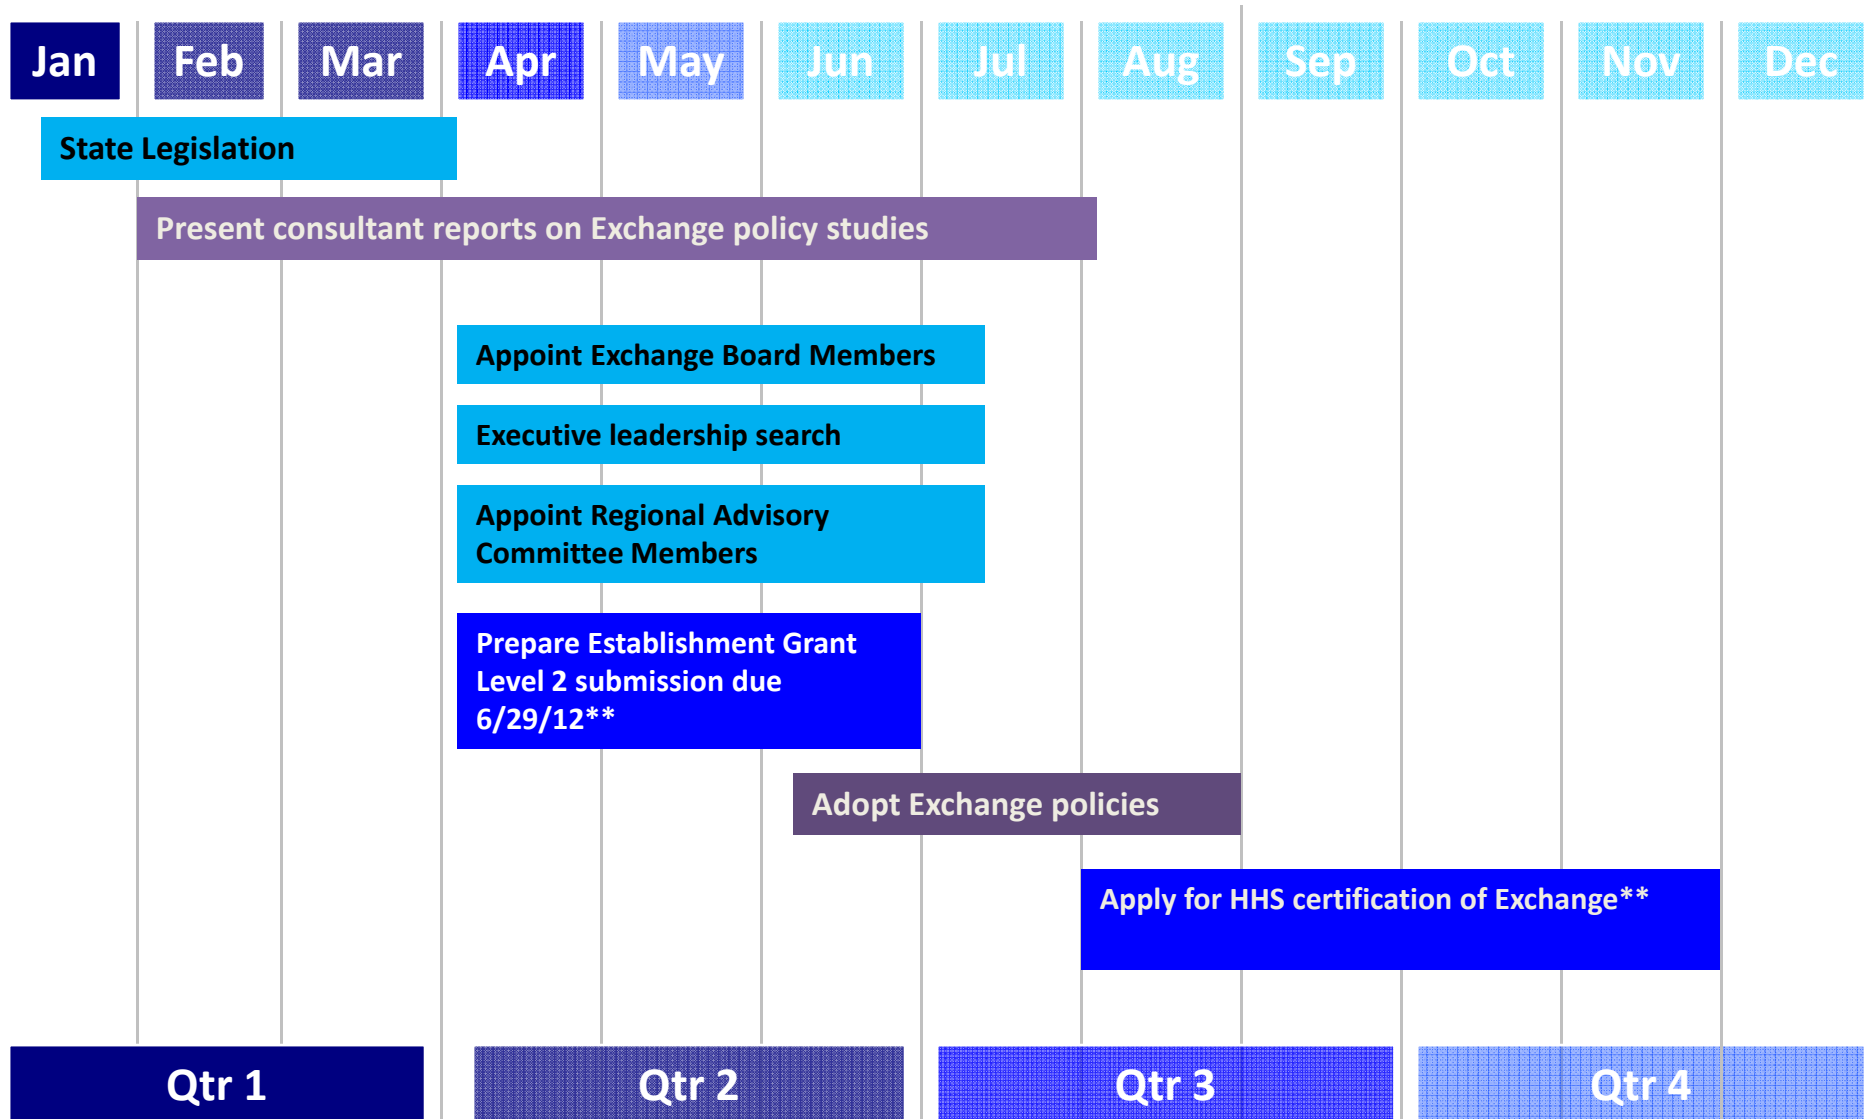 Jan Feb Mar Apr May Jun Jul Aug Sep Oct Nov Dec
State Legislation
Present consultant reports on Exchange policy studies
Appoint Exchange Board Members
Executive leadership search
Appoint Regional Advisory
Committee Members
Prepare Establishment Grant
Level 2 submission due
6/29/12**
Adopt Exchange policies
Apply for HHS certification of Exchange**
Qtr 1 Qtr 2 Qtr 3 Qtr 4